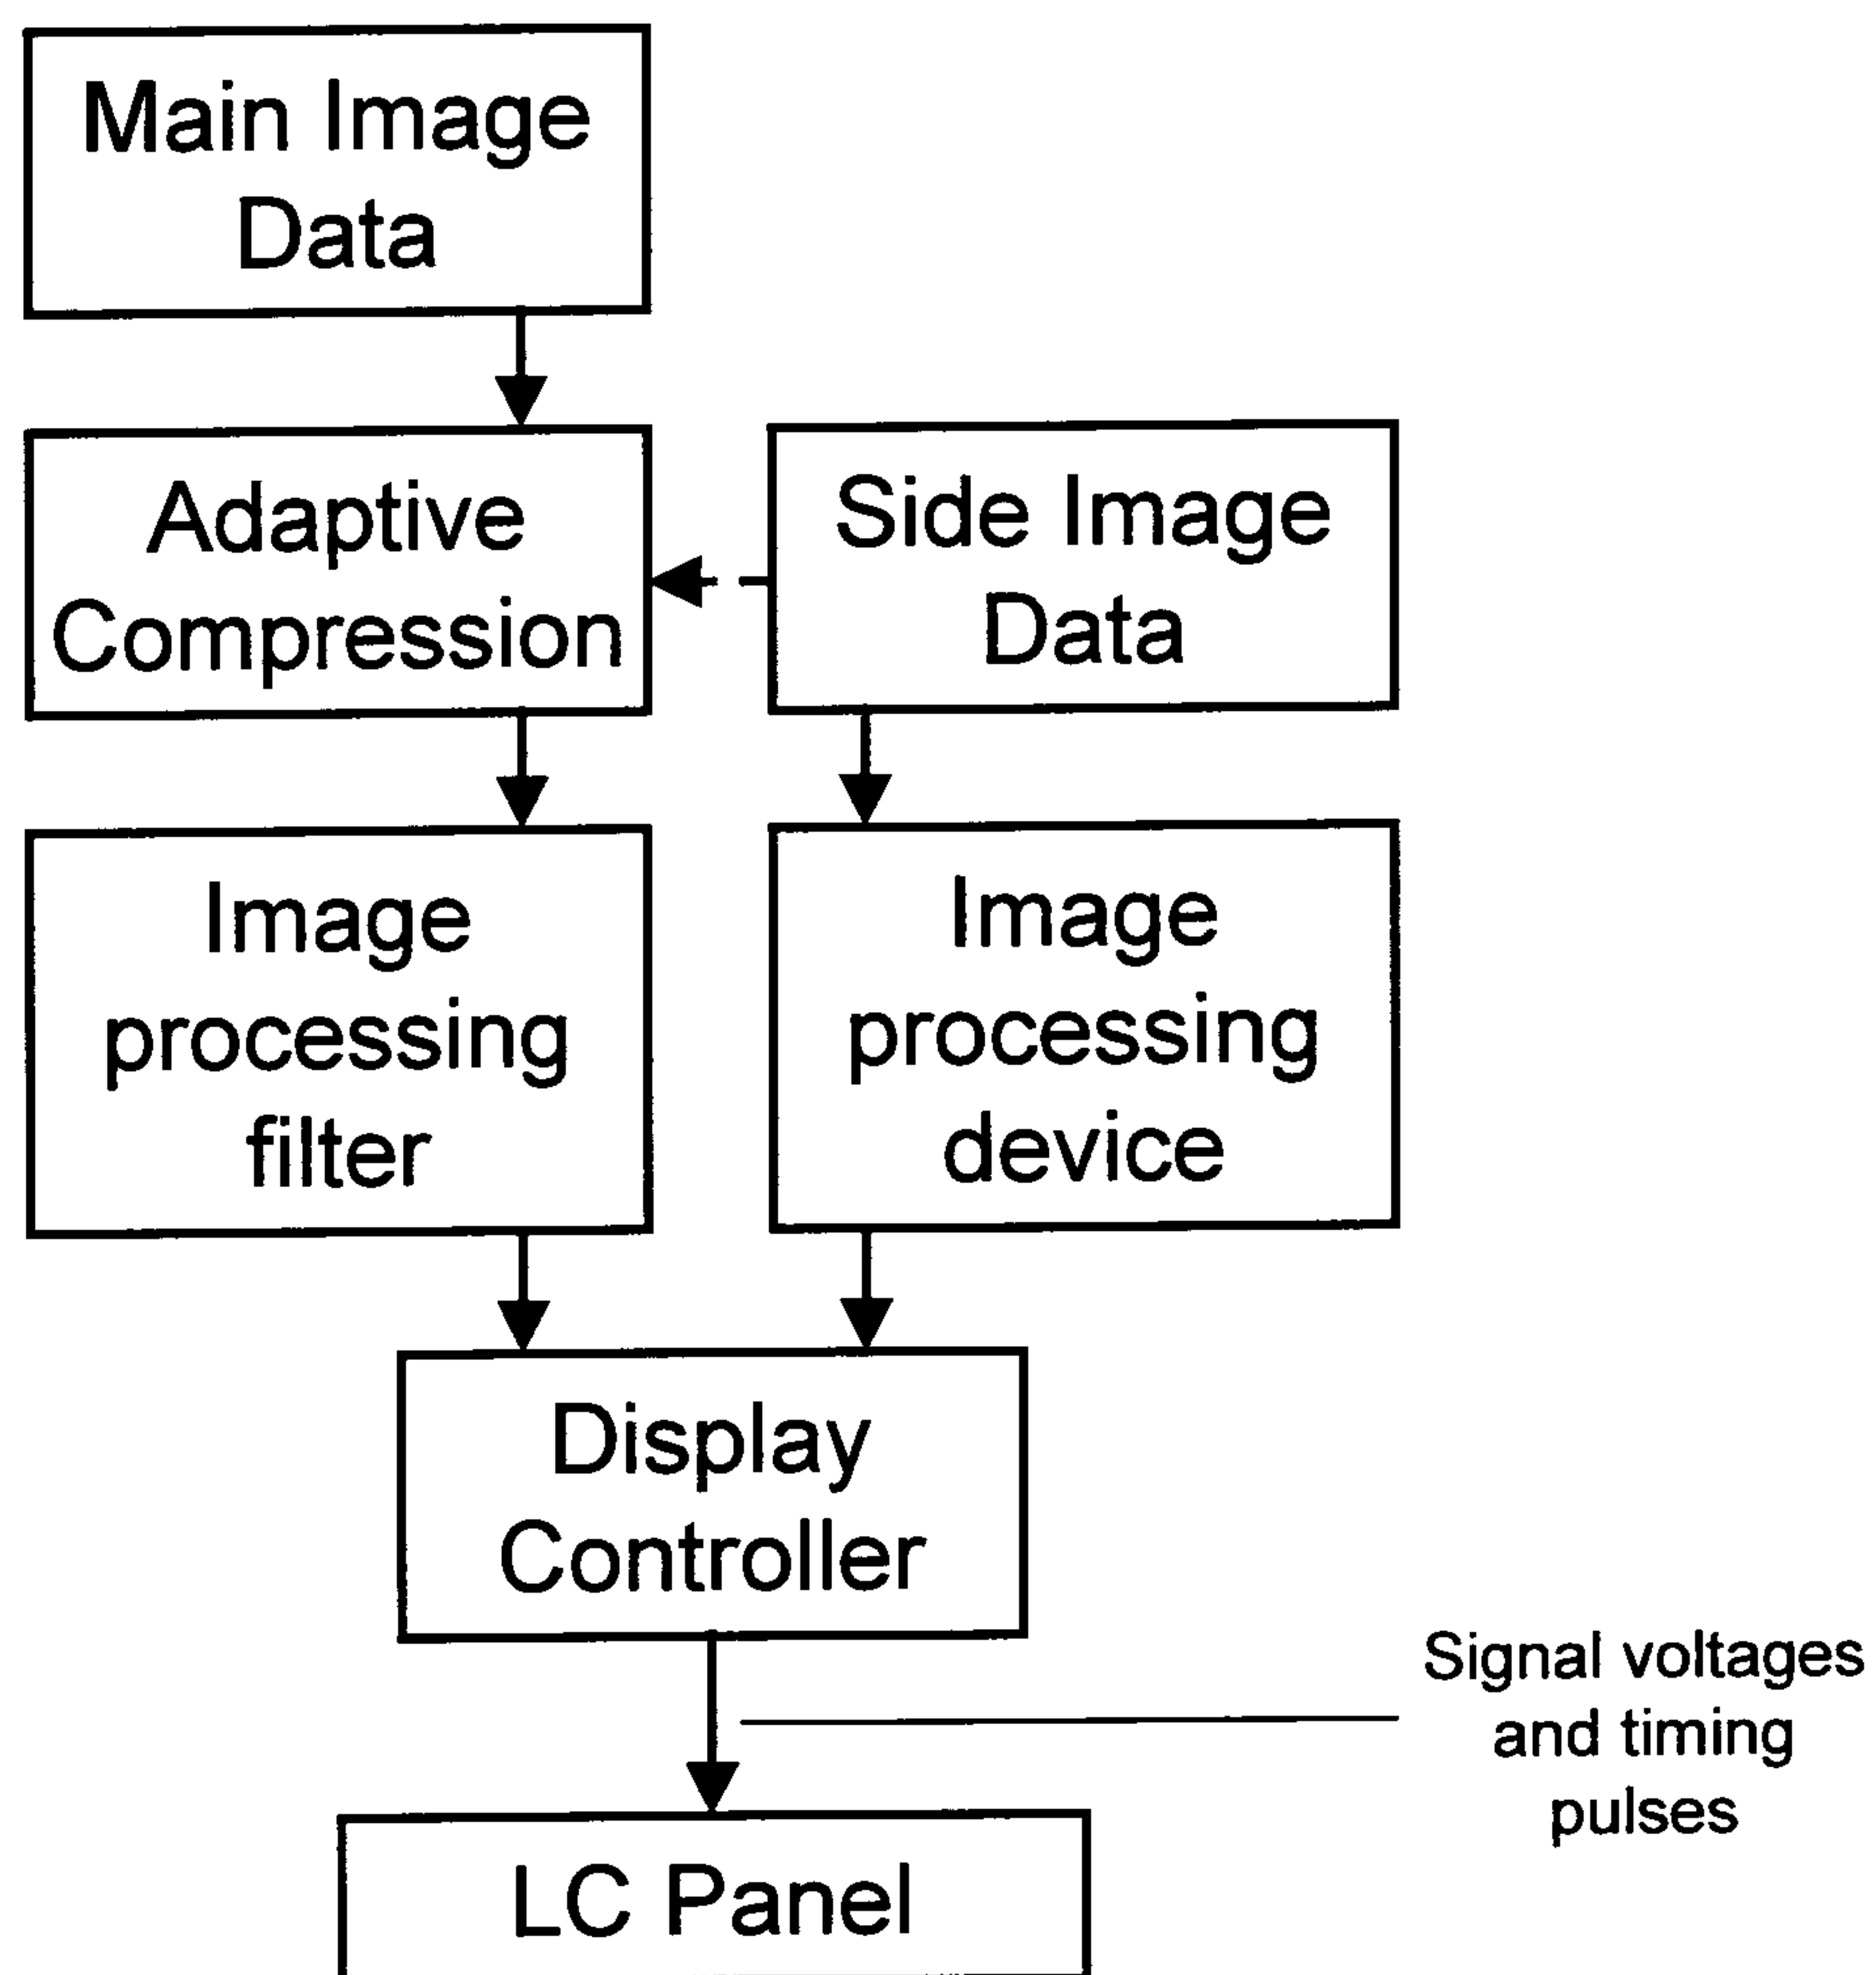 Main Image
Data
Adaptive
Compression
Side Image
Data
Image
processing
filter
Image
processing
device
Display
Controller
Signal voltages
and timing
pulses
LC Panel